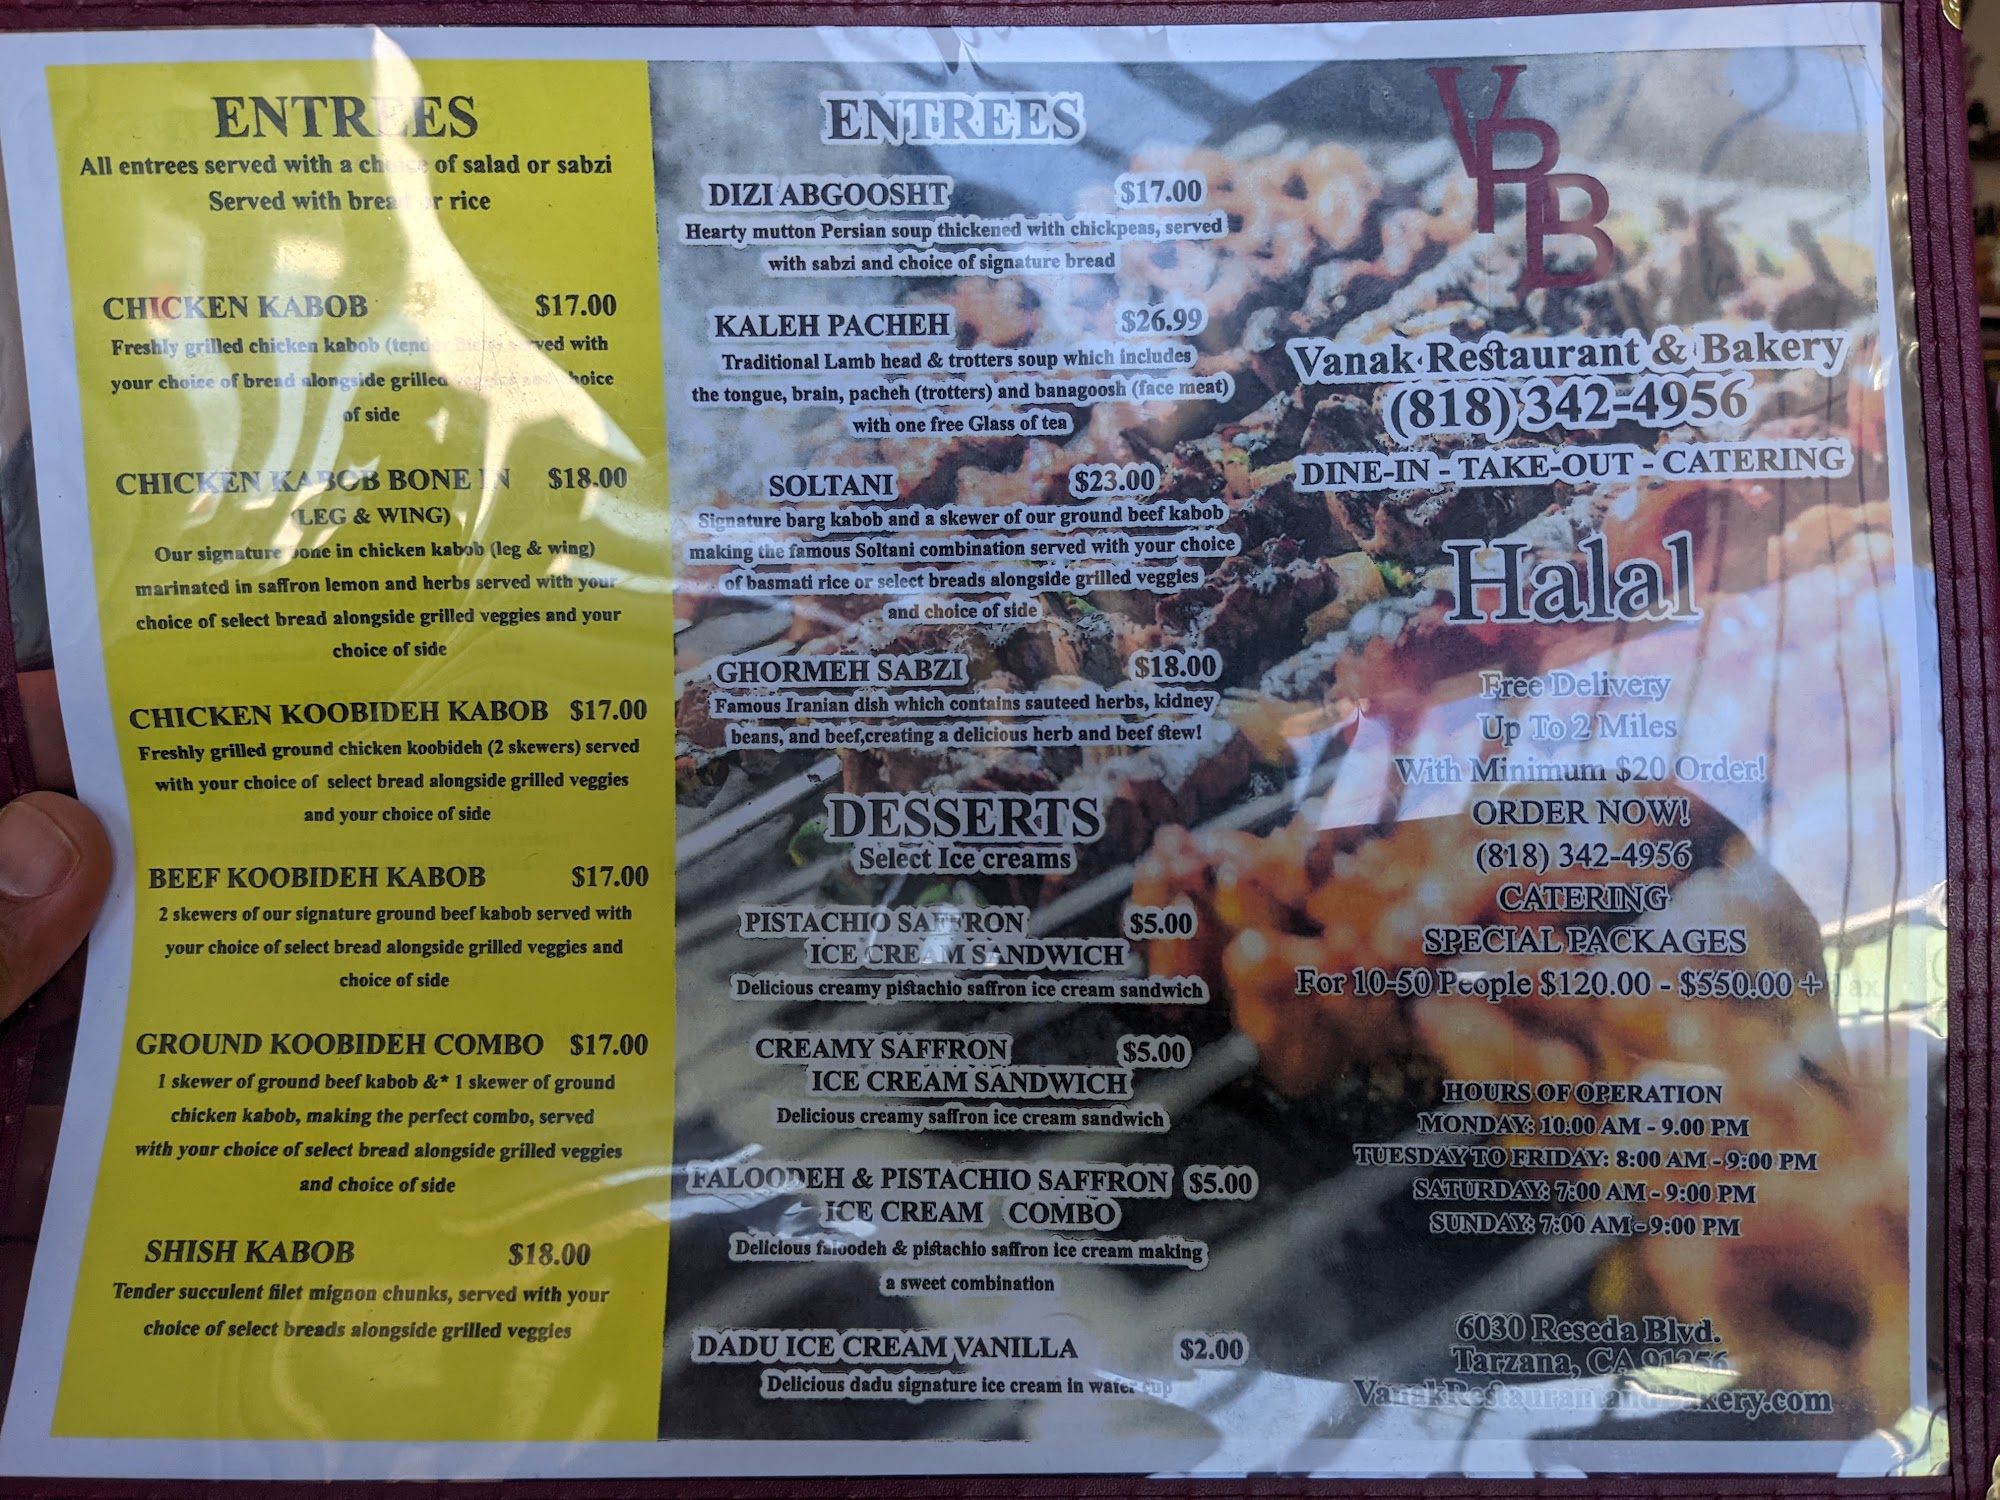 ENTREES
All entrees served with a choice of salad or sabzi
Served with bread or rice
CHICKEN KABOB $17.00
Freshly grilled chicken kabob served with
your choice of bread alongside grilled choice
of side
CHICKEN KABOB BONE IN $18.00
(LEG & WING)
Our signature bone in chicken kabob (leg & wing)
marinated in saffron lemon and herbs served with your
choice of select bread alongside grilled veggies and your
choice of side
CHICKEN KOOBIDEH KABOB $17.00
Freshly grilled ground chicken koobideh (2 skewers) served
with your choice of select bread alongside grilled veggies
and your choice of side
BEEF KOOBIDEH KABOB $17.00
2 skewers of our signature ground beef kabob served with
your choice of select bread alongside grilled veggies and
choice of side
GROUND KOOBIDEH COMBO $17.00
1 skewer of ground beef kabob &* 1 skewer of ground
chicken kabob, making the perfect combo, served
with your choice of select bread alongside grilled veggies
and choice of side
SHISH KABOB $18.00
Tender succulent filet mignon chunks, served with your
choice of select breads alongside grilled veggies
ENTREES
DIZI ABGOOSHT $17.00
Hearty mutton Persian soup thickened with chickpeas, served
with sabzi and choice of signature bread
KALEH PACHEH $26.99
Traditional Lamb head & trotters soup which includes
the tongue, brain, pacheh (trotters) and banagoosh (face meat)
with one free Glass of tea
SOLTANI $23.00
Signature barg kabob and a skewer of our ground beef kabob
making the famous Soltani combination served with your choice
of basmati rice or select breads alongside grilled veggies
and choice of side
GHORMEH SABZI $18.00
Famous Iranian dish which contains sauteed herbs, kidney
beans, and beef,creating a delicious herb and beef stew!
DESSERTS
Select Ice creams
PISTACHIO SAFFRON $5.00
ICE CREAM SANDWICH
Delicious creamy pistachio saffron ice cream sandwich
CREAMY SAFFRON $5.00
ICE CREAM SANDWICH
Delicious creamy saffron ice cream sandwich
FALOODEH & PISTACHIO SAFFRON $5.00
ICE CREAM COMBO
Delicious faloodeh & pistachio saffron ice cream making
a sweet combination
DADU ICE CREAM VANILLA $2.00
Delicious dadu signature ice cream in wafer cup
VRB
Vanak Restaurant & Bakery
(818) 342-4956
DINE-IN - TAKE-OUT - CATERING
Halal
Free Delivery
Up To 2 Miles
With Minimum $20 Order!
ORDER NOW!
(818) 342-4956
CATERING
SPECIAL PACKAGES
For 10-50 People $120.00 - $550.00 + Tax
HOURS OF OPERATION
MONDAY: 10.00 AM - 9.00 PM
TUESDAY TO FRIDAY: 8:00 AM - 9:00 PM
SATURDAY: 7:00 AM - 9:00 PM
SUNDAY: 7:00 AM - 9:00 PM
6030 Reseda Blvd.
Tarzana, CA 91356
VanakRestaurantandBakery.com